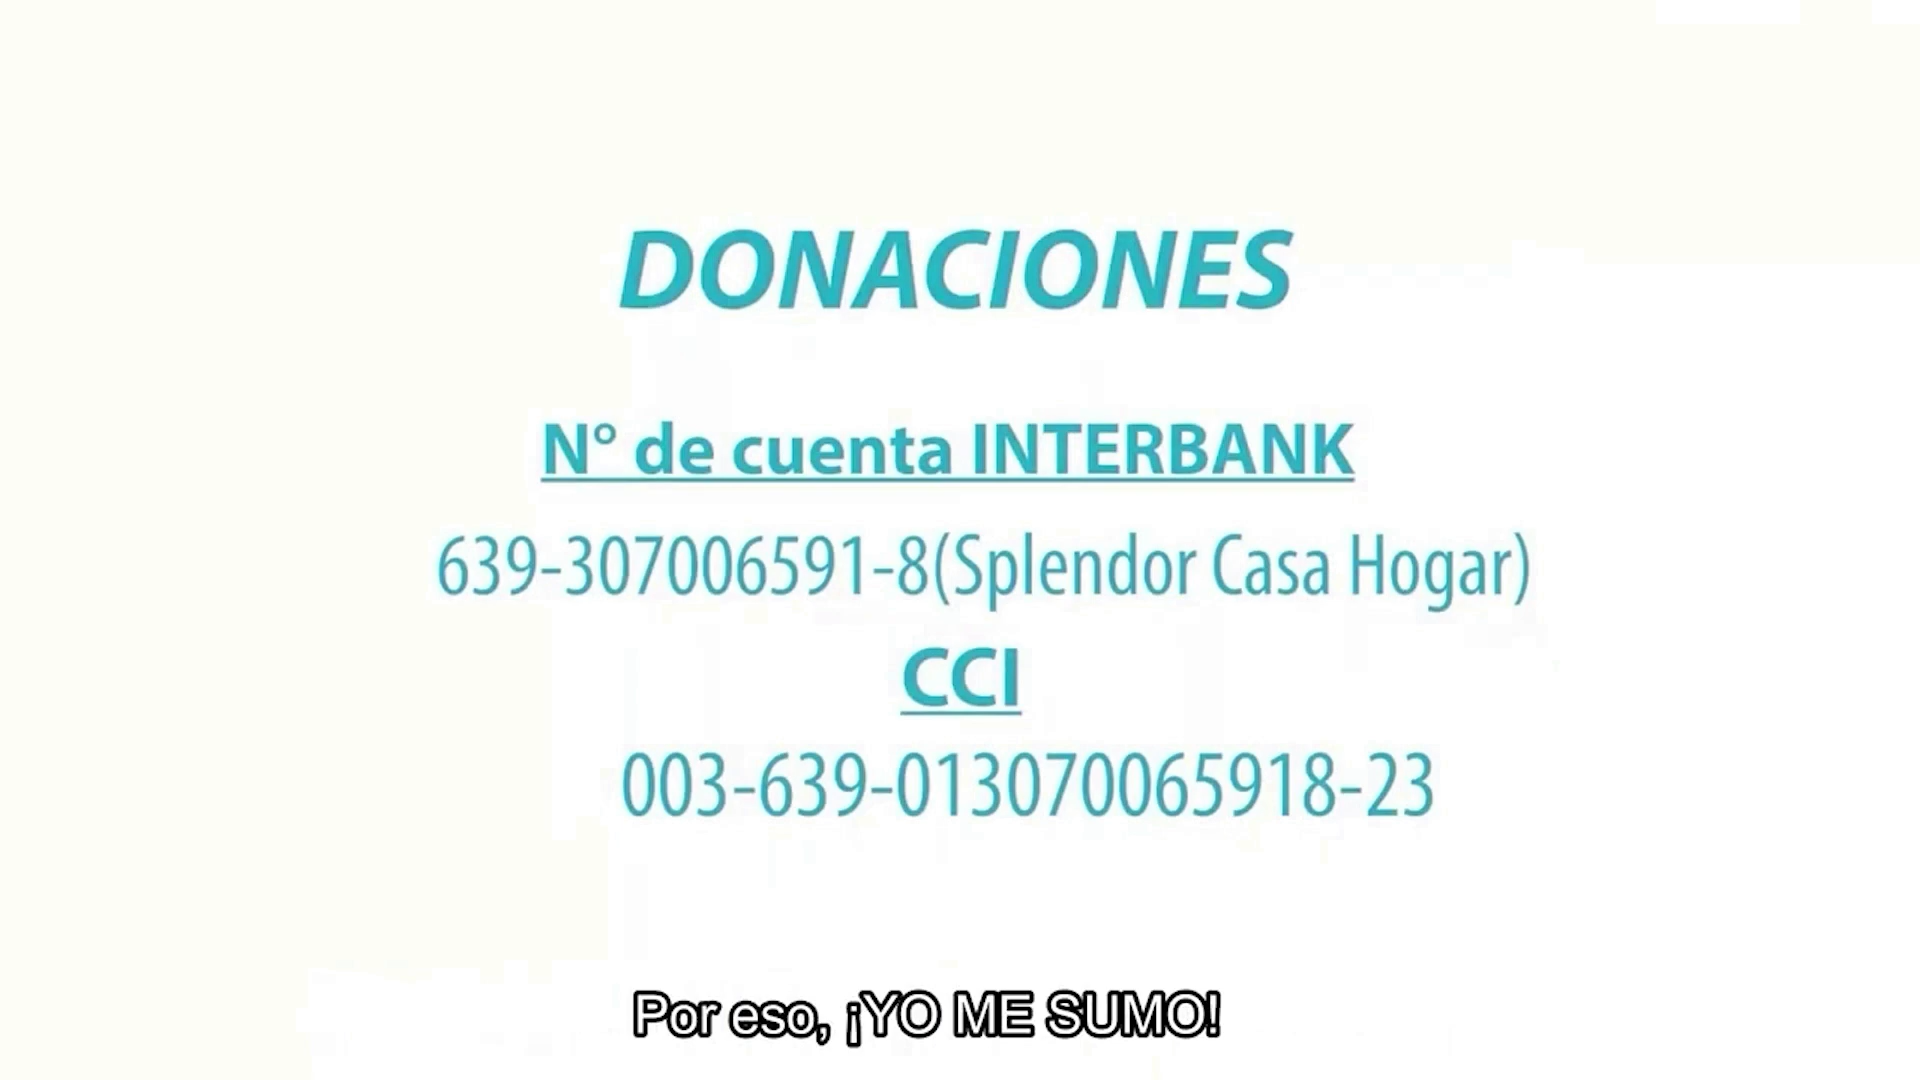 DONACIONES
N° de cuenta INTERBANK
639-307006591-8(Splendor Casa Hogar)
CCI
003-639-013070065918-23
Por eso, ¡YO ME SUMO!